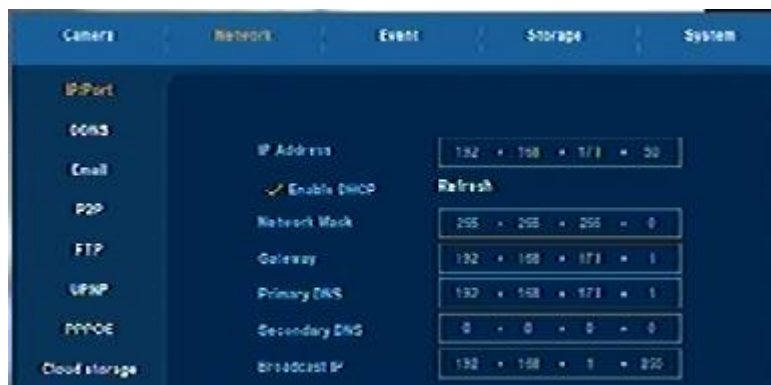 Camera Network Event Storage System
IP/Port
DDNS
Email
P2P
FTP
UPNP
PPPOE
Cloud storage
IP Address 192 . 168 . 173 . 50
Enable DHCP Refresh
Network Mask 255 . 255 . 255 . 0
Gateway 192 . 168 . 173 . 1
Primary DNS 192 . 168 . 173 . 1
Secondary DNS 0 . 0 . 0 . 0
Broadcast IP 192 . 168 . 1 . 255